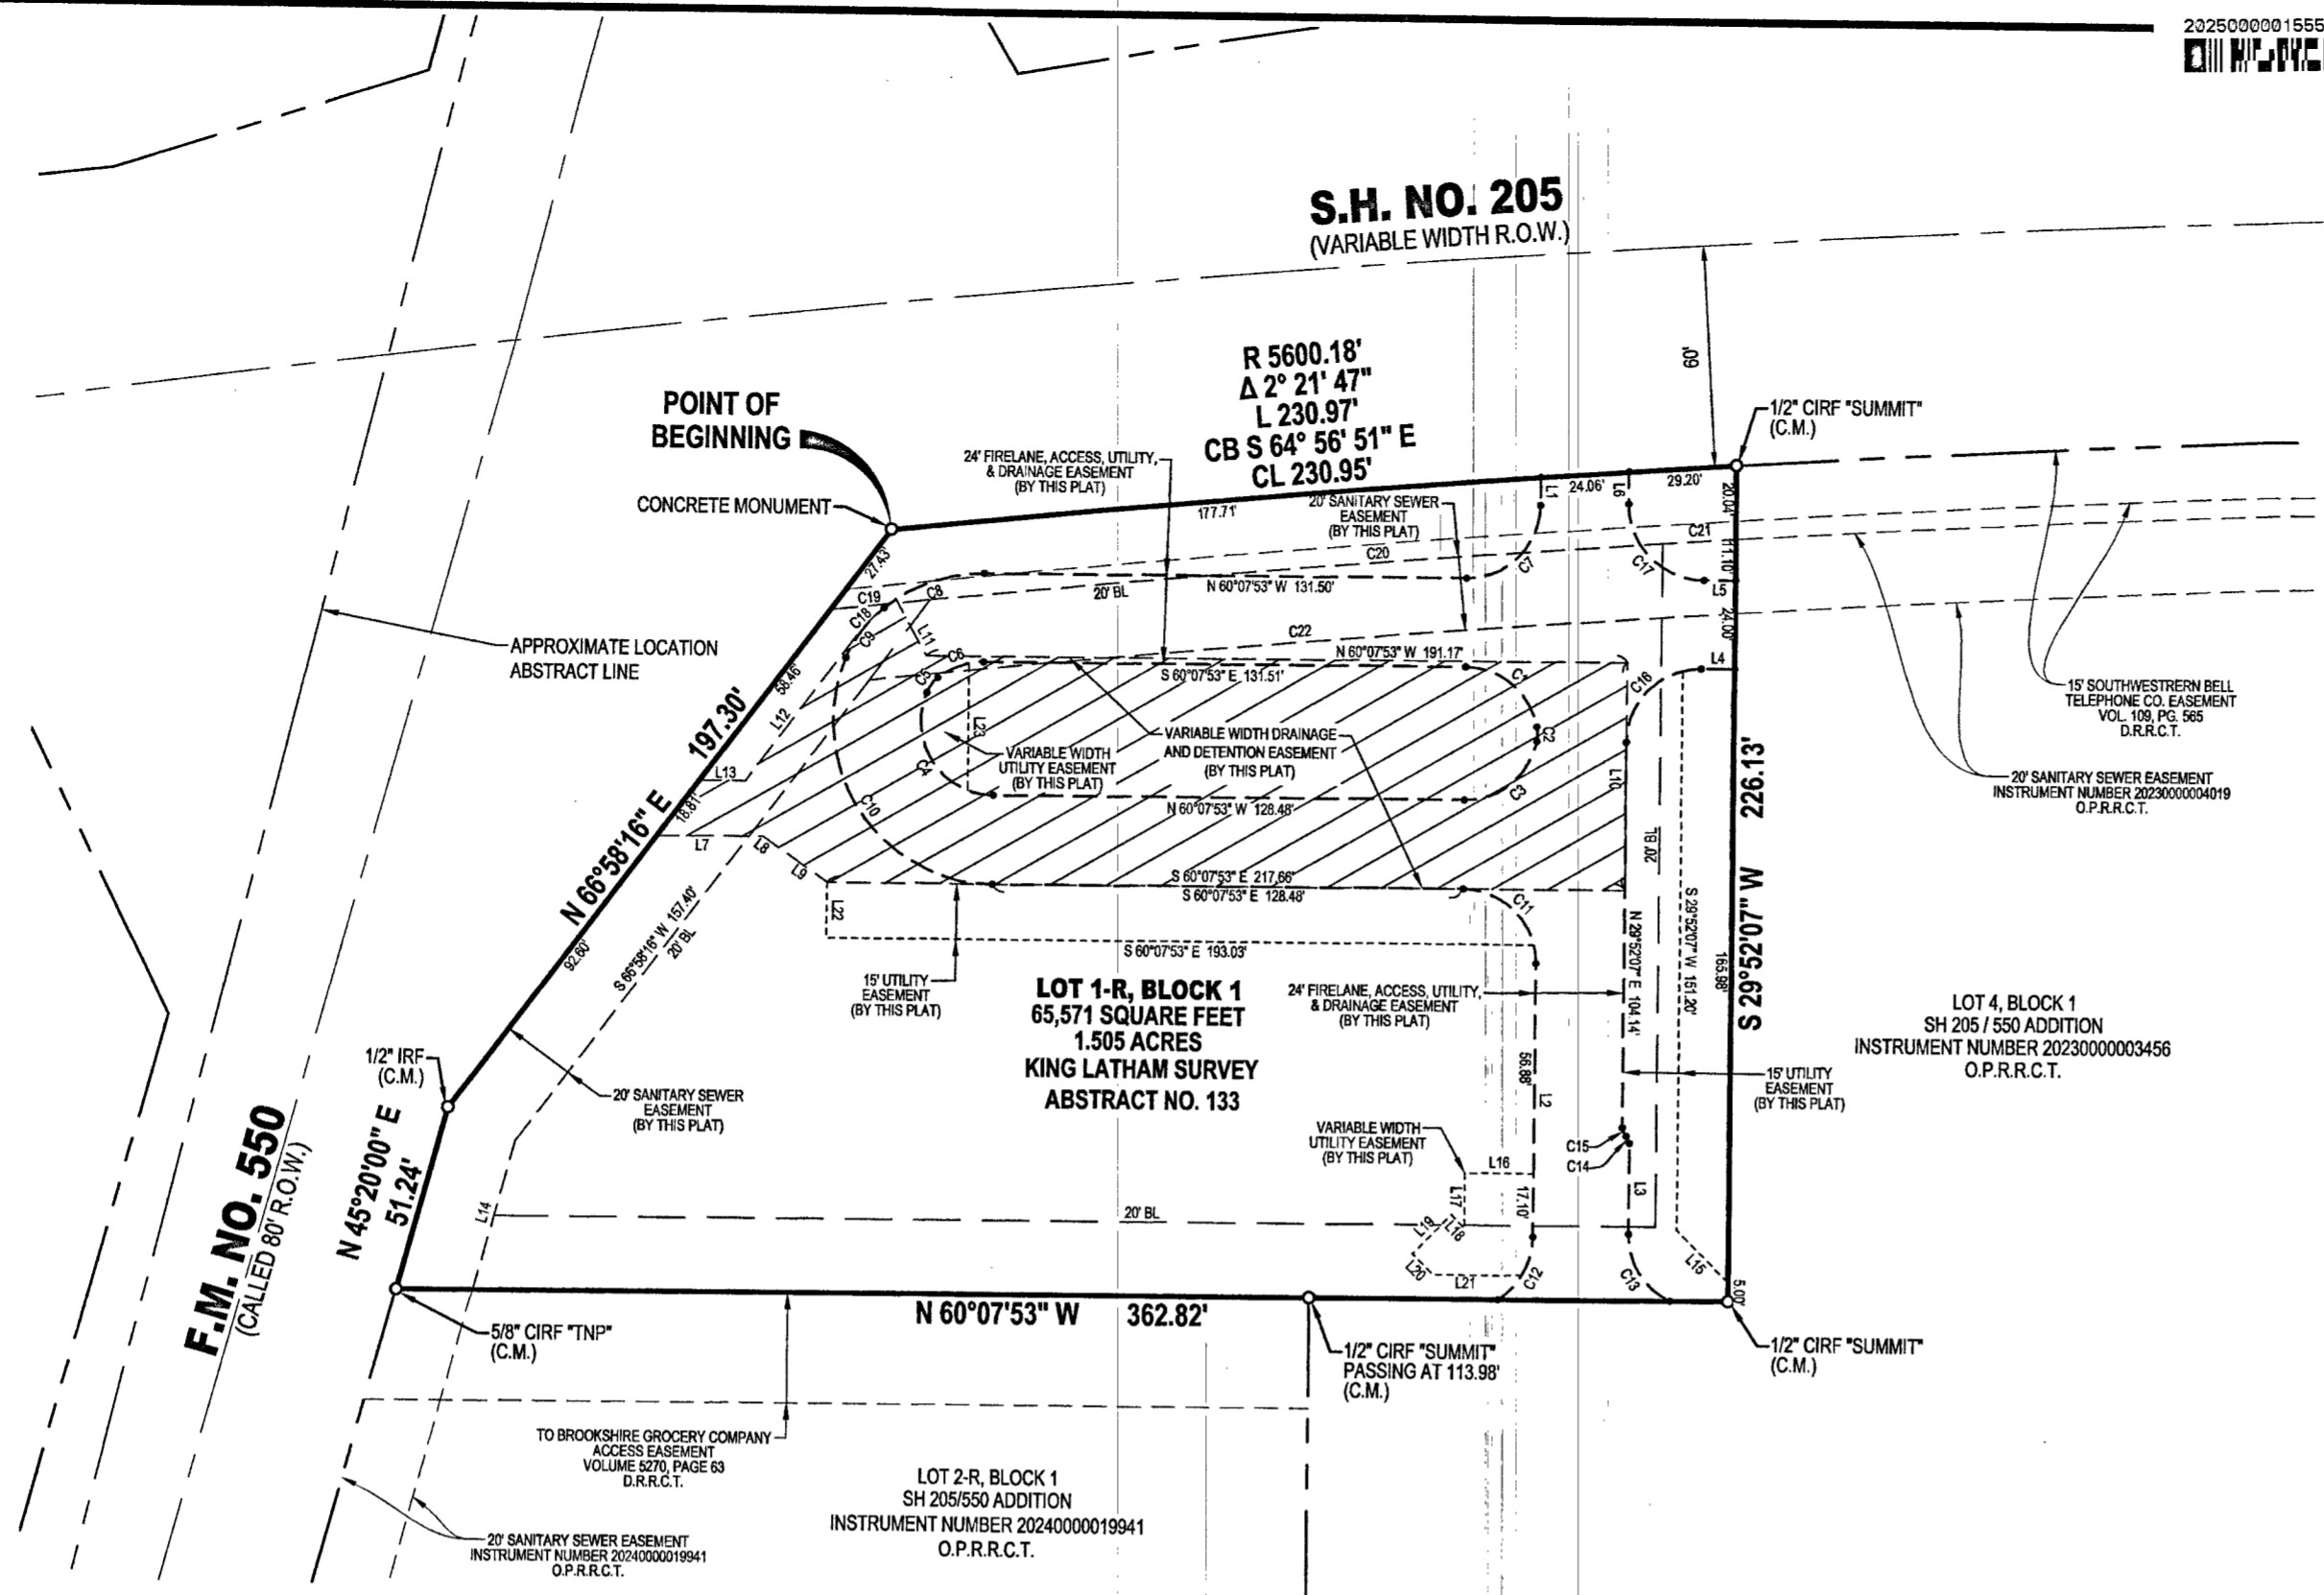 2025000001555
S.H. NO. 205
(VARIABLE WIDTH R.O.W.)
R 5600.18'
Δ 2° 21' 47"
L 230.97'
CB S 64° 56' 51" E
CL 230.95'
60'
POINT OF
BEGINNING
CONCRETE MONUMENT
24' FIRELANE, ACCESS, UTILITY,
& DRAINAGE EASEMENT
(BY THIS PLAT)
20' SANITARY SEWER
EASEMENT
(BY THIS PLAT)
1/2" CIRF "SUMMIT"
(C.M.)
177.71'
L1
24.06'
L6
29.20'
20.04'
11.10'
24.00'
C20
C21
C7
C17
L5
L4
27.43'
C19
C8
20' BL
N 60°07'53" W 131.50'
C18
C9
L11
C6
C5
C22
N 60°07'53" W 191.17'
S 60°07'53" E 131.51'
C1
C16
C2
58.46'
L12
L23
L13
18.81'
C4
C10
VARIABLE WIDTH
UTILITY EASEMENT
(BY THIS PLAT)
VARIABLE WIDTH DRAINAGE
AND DETENTION EASEMENT
(BY THIS PLAT)
C3
L10
N 60°07'53" W 128.48'
L7
L8
L9
S 60°07'53" E 217.66'
S 60°07'53" E 128.48'
L22
C11
20' BL
S 60°07'53" E 193.03'
APPROXIMATE LOCATION
ABSTRACT LINE
N 66°58'16" E 197.30'
92.60'
S 66°58'16" W 157.40'
20' BL
15' UTILITY
EASEMENT
(BY THIS PLAT)
LOT 1-R, BLOCK 1
65,571 SQUARE FEET
1.505 ACRES
KING LATHAM SURVEY
ABSTRACT NO. 133
24' FIRELANE, ACCESS, UTILITY,
& DRAINAGE EASEMENT
(BY THIS PLAT)
N 29°52'07" E 104.14'
S 29°52'07" W 151.20'
165.98'
S 29°52'07" W 226.13'
15' SOUTHWESTRERN BELL
TELEPHONE CO. EASEMENT
VOL. 109, PG. 565
D.R.R.C.T.
20' SANITARY SEWER EASEMENT
INSTRUMENT NUMBER 20230000004019
O.P.R.R.C.T.
LOT 4, BLOCK 1
SH 205 / 550 ADDITION
INSTRUMENT NUMBER 20230000003456
O.P.R.R.C.T.
15' UTILITY
EASEMENT
(BY THIS PLAT)
56.88'
L2
VARIABLE WIDTH
UTILITY EASEMENT
(BY THIS PLAT)
C15
C14
L16
L17
17.10'
L3
L19
L18
L20
L21
C12
C13
L15
5.00'
1/2" IRF
(C.M.)
20' SANITARY SEWER
EASEMENT
(BY THIS PLAT)
N 45°20'00" E
51.24'
L14
20' BL
F.M. NO. 550
(CALLED 80' R.O.W.)
5/8" CIRF "TNP"
(C.M.)
N 60°07'53" W 362.82'
1/2" CIRF "SUMMIT"
PASSING AT 113.98'
(C.M.)
1/2" CIRF "SUMMIT"
(C.M.)
TO BROOKSHIRE GROCERY COMPANY
ACCESS EASEMENT
VOLUME 5270, PAGE 63
D.R.R.C.T.
LOT 2-R, BLOCK 1
SH 205/550 ADDITION
INSTRUMENT NUMBER 20240000019941
O.P.R.R.C.T.
20' SANITARY SEWER EASEMENT
INSTRUMENT NUMBER 20240000019941
O.P.R.R.C.T.